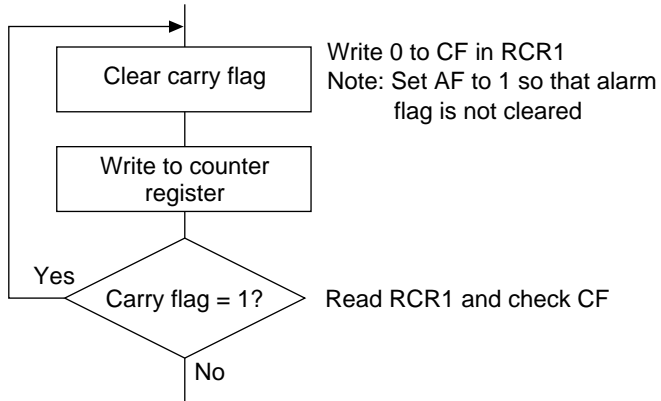 Clear carry flag
Write 0 to CF in RCR1
Note: Set AF to 1 so that alarm
flag is not cleared
Write to counter
register
Yes
Carry flag = 1?
Read RCR1 and check CF
No